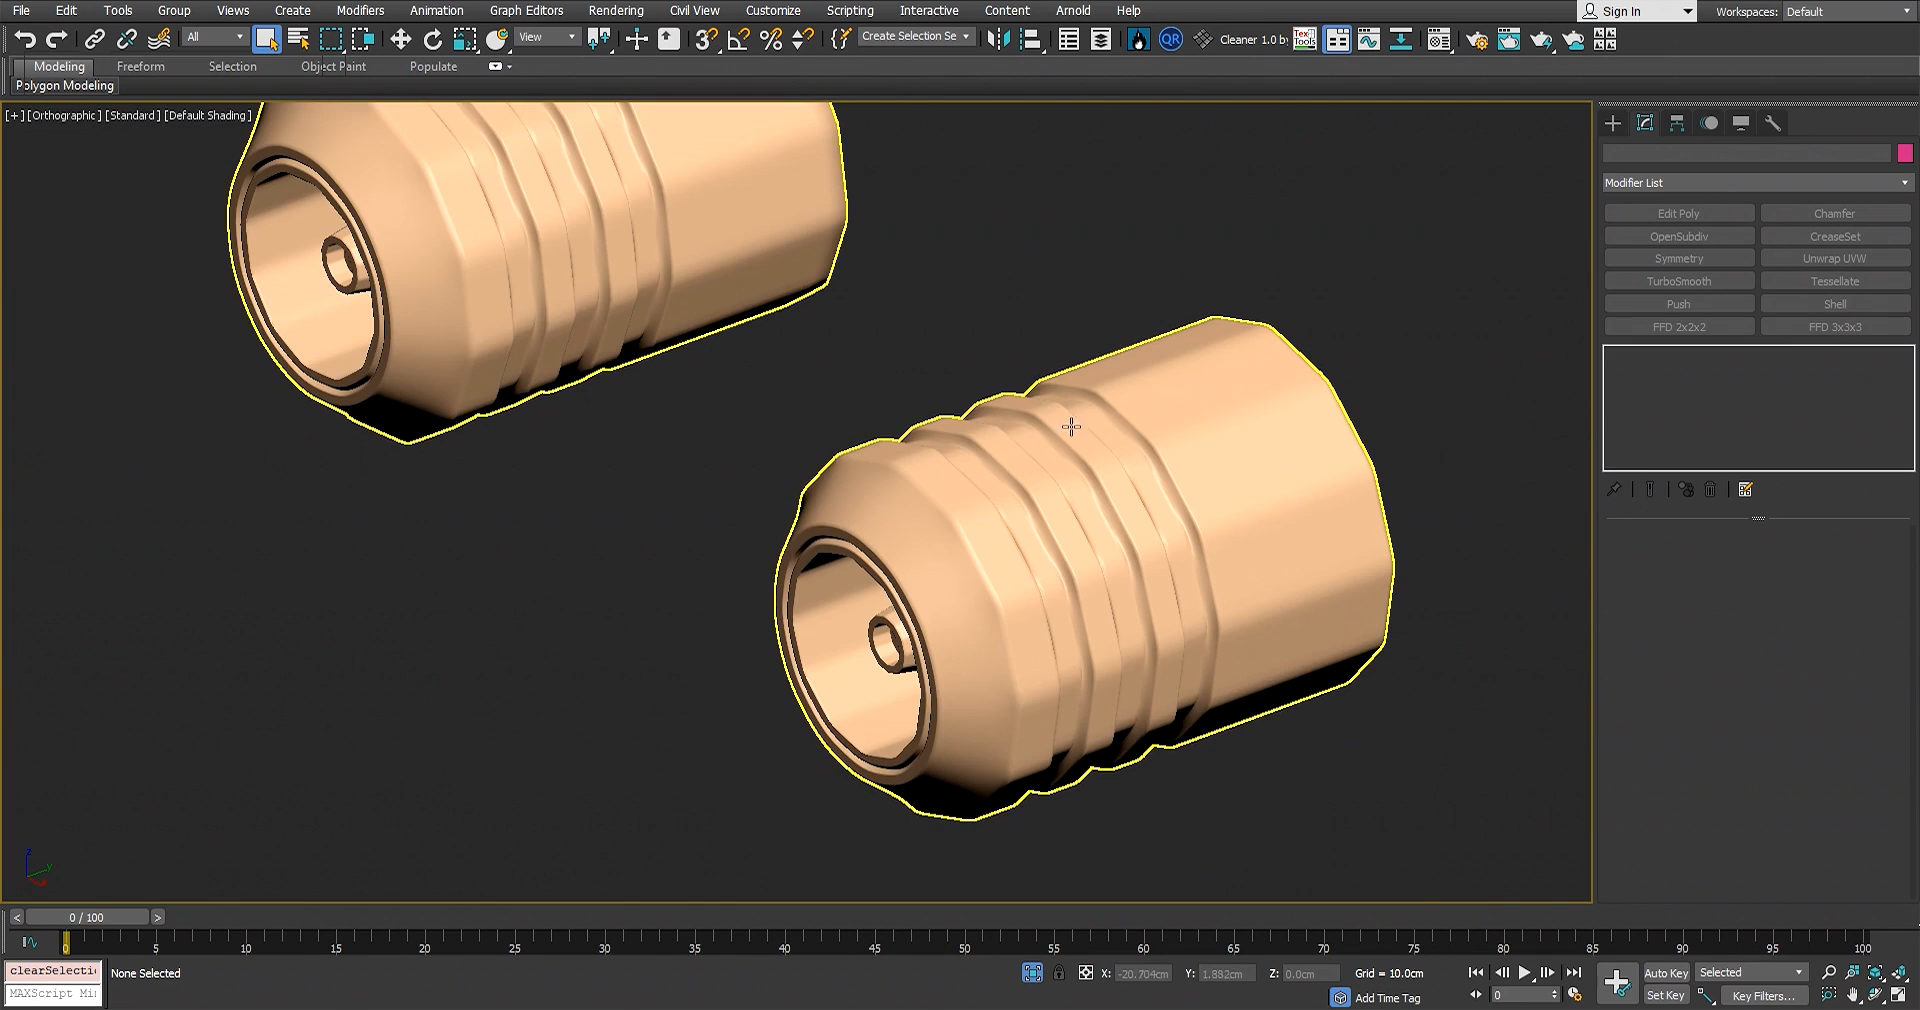 File Edit Tools Group Views Create Modifiers Animation Graph Editors Rendering Civil View Customize Scripting Interactive Content Arnold Help Sign In Workspaces: Default
All View Create Selection Se QR Cleaner 1.0 by Tex Tools
Modeling Freeform Selection Object Paint Populate
Polygon Modeling
[+] [Orthographic ] [Standard ] [Default Shading ]
Modifier List
Edit Poly Chamfer
OpenSubdiv CreaseSet
Symmetry Unwrap UVW
TurboSmooth Tessellate
Push Shell
FFD 2x2x2 FFD 3x3x3
z
y
< 0 / 100 >
0 5 10 15 20 25 30 35 40 45 50 55 60 65 70 75 80 85 90 95 100
clearSelecti None Selected X: -20.704cm Y: 1.882cm Z: 0.0cm Grid = 10.0cm Auto Key Selected
MAXScript Mi Add Time Tag 0 Set Key Key Filters...